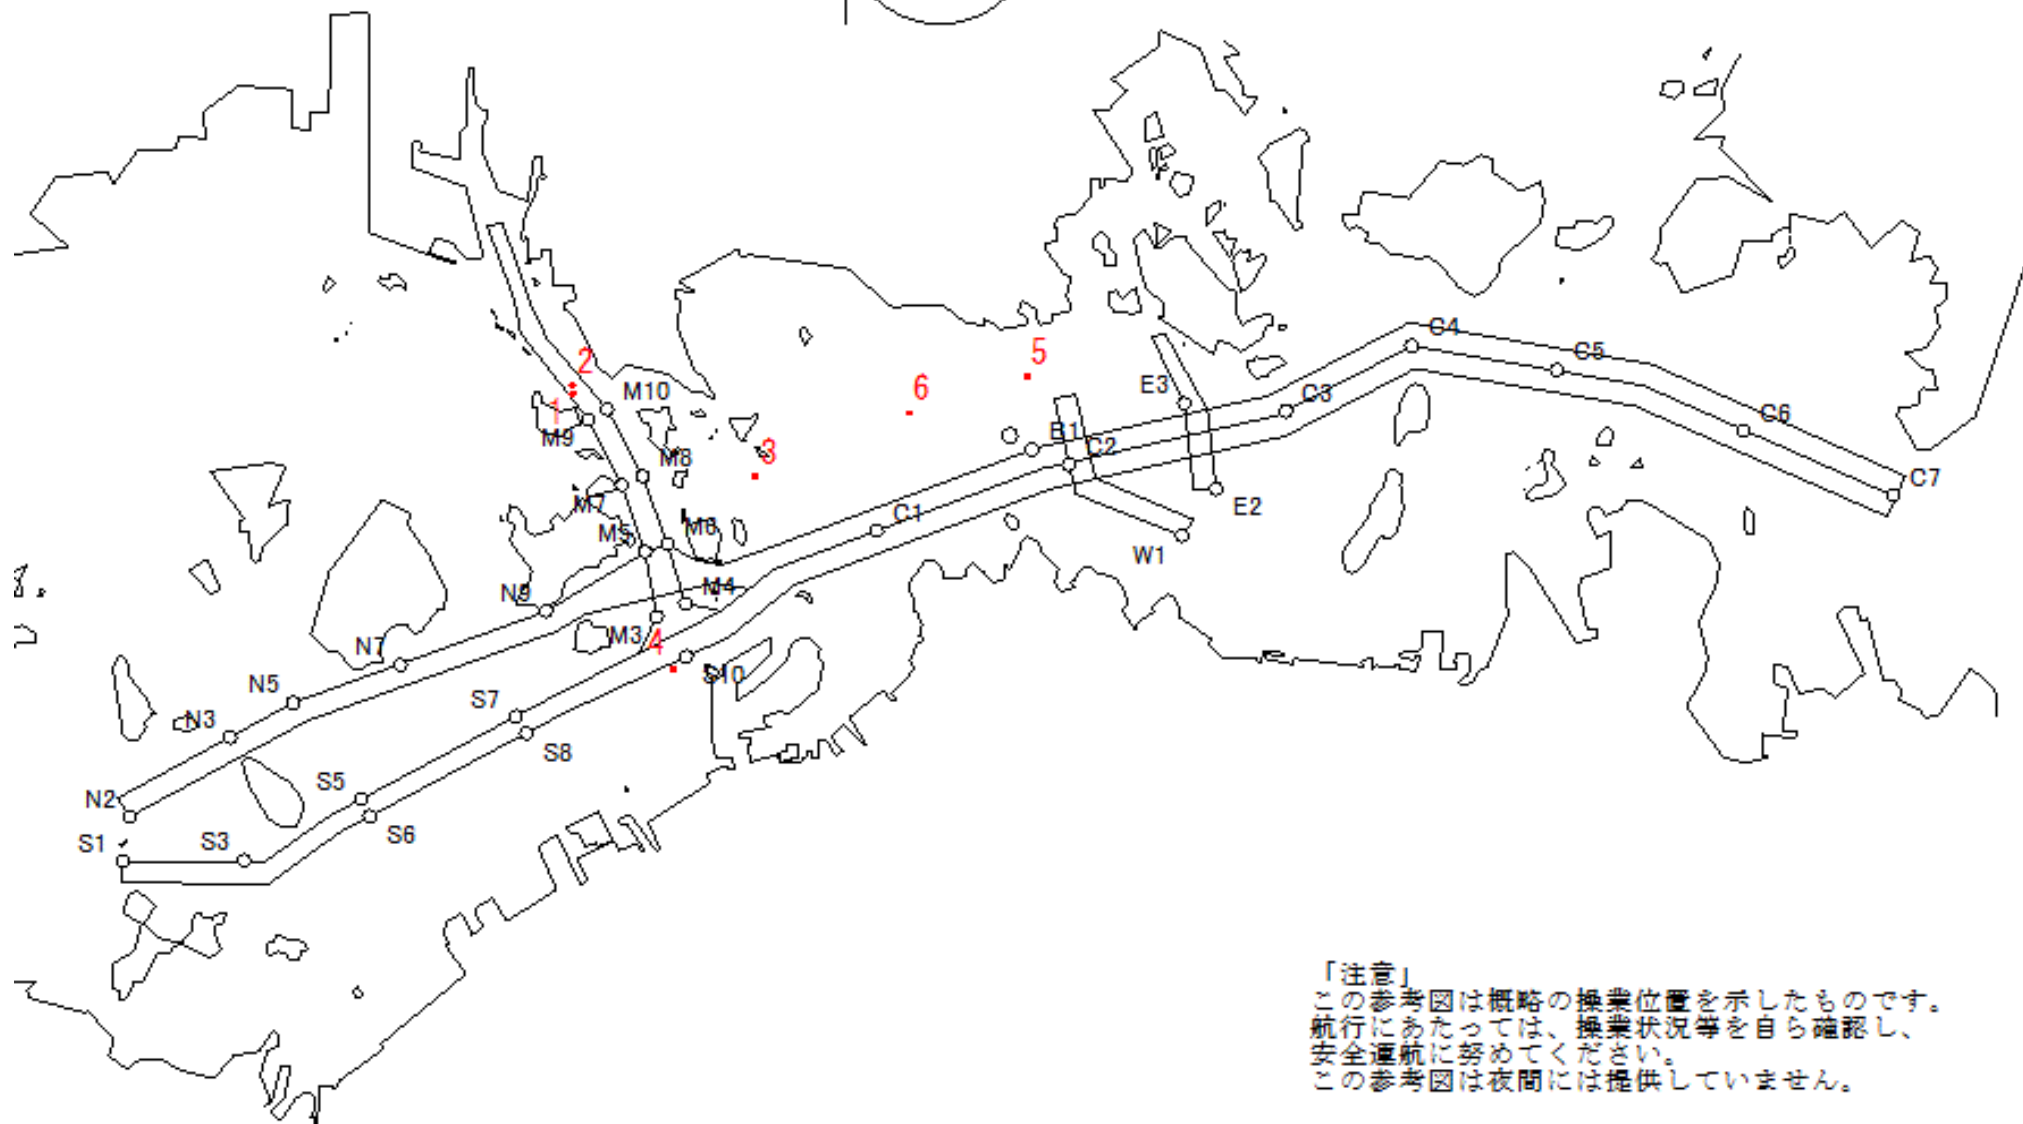 C4
C5
2
5
E3
M10
6
C3
1
C6
M9
B1
C2
3
M8
C7
M7
E2
C1
M5
M6
W1
N9
M4
M3
N7
4
S10
N5
S7
N3
S8
S5
N2
S6
S1
S3
「注意」
この参考図は概略の操業位置を示したものです。
航行にあたっては、操業状況等を自ら確認し、
安全運航に努めてください。
この参考図は夜間には提供していません。